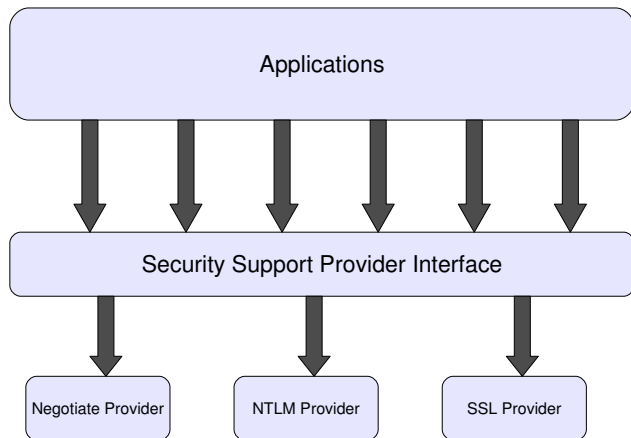 Applications
Security Support Provider Interface
Negotiate Provider
NTLM Provider
SSL Provider